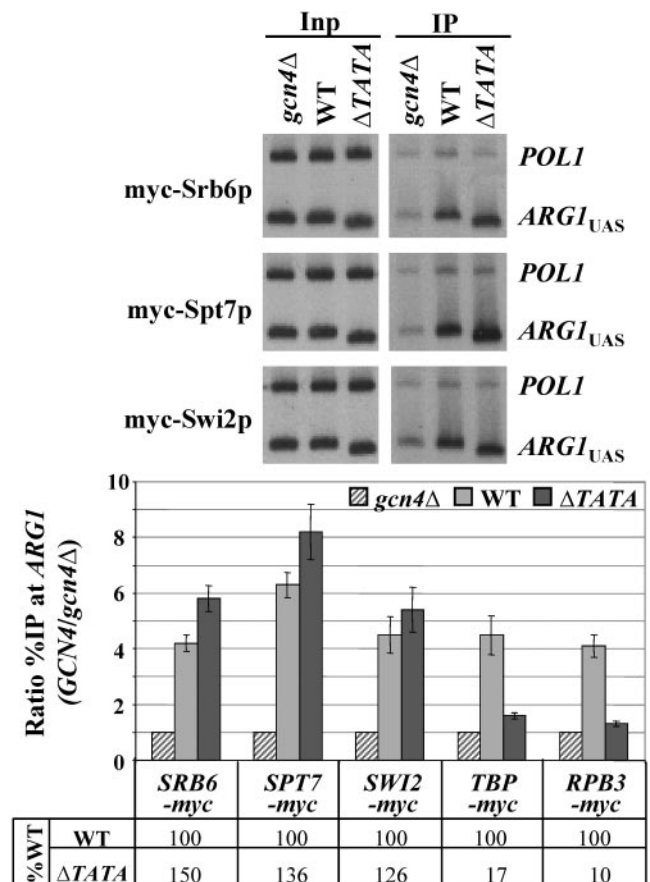 Inp IP
gcn4Δ WT ΔTATA gcn4Δ WT ΔTATA
myc-Srb6p
POL1
ARG1UAS
myc-Spt7p
POL1
ARG1UAS
myc-Swi2p
POL1
ARG1UAS
Ratio %IP at ARG1
(GCN4/gcn4Δ)
10
8
6
4
2
0
gcn4Δ WT ΔTATA
SRB6 SPT7 SWI2 TBP RPB3
-myc -myc -myc -myc -myc
%WT
WT 100 100 100 100 100
ΔTATA 150 136 126 17 10